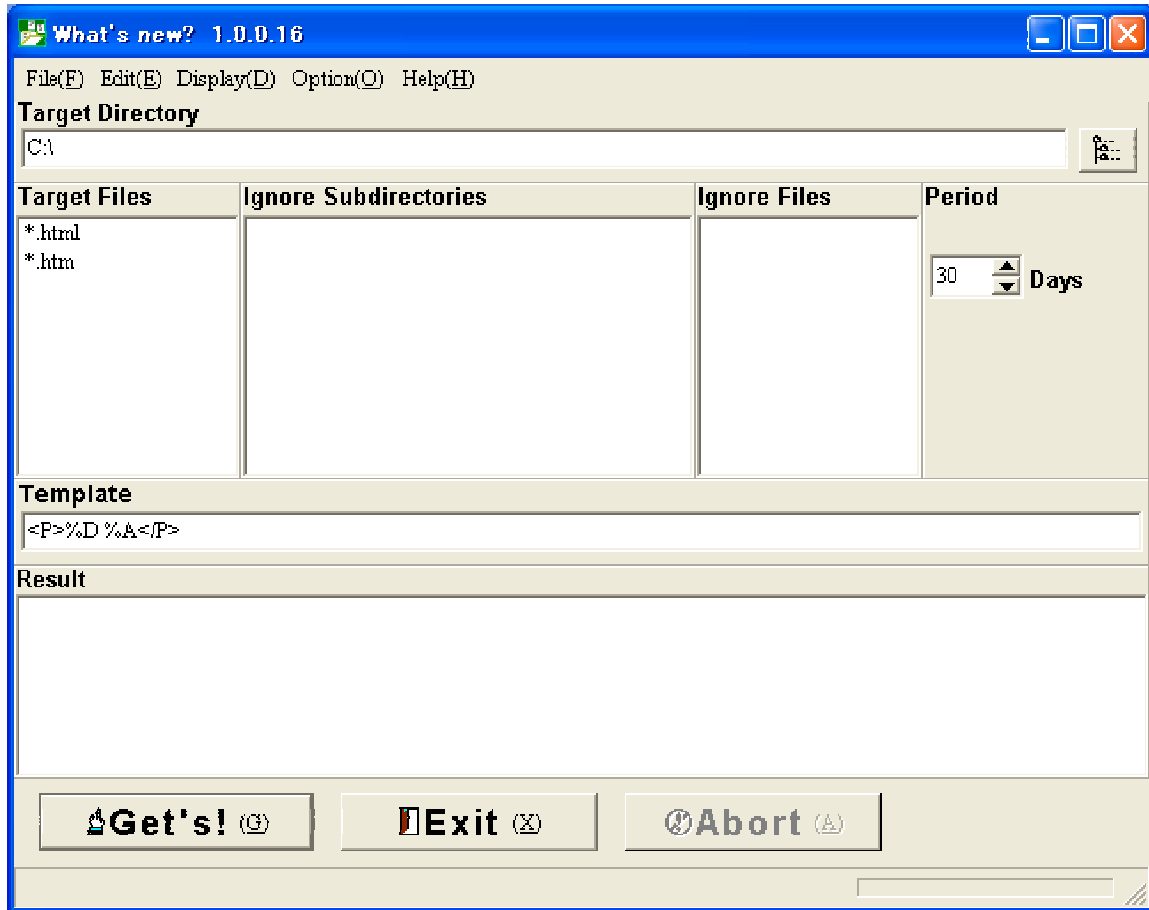 What's new? 1.0.0.16
File(F) Edit(E) Display(D) Option(O) Help(H)
Target Directory
C:\
Target Files Ignore Subdirectories Ignore Files Period
*.html
*.htm
30 Days
Template
<P>%D %A</P>
Result
Get's! (G) Exit (X) Abort (A)